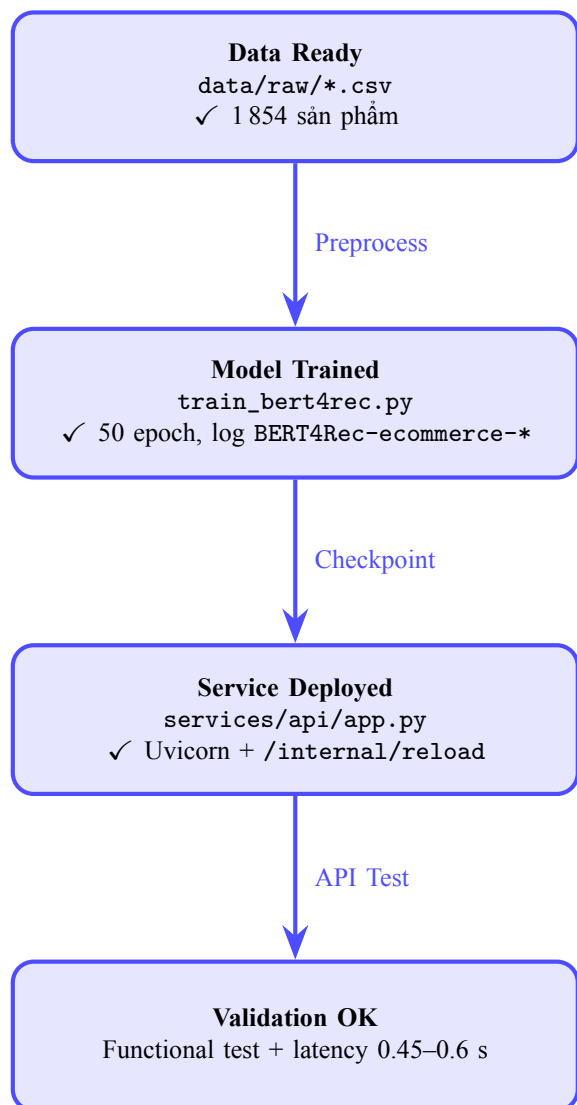 Data Ready
data/raw/*.csv
✓ 1 854 sản phẩm
Preprocess
Model Trained
train_bert4rec.py
✓ 50 epoch, log BERT4Rec-ecommerce-*
Checkpoint
Service Deployed
services/api/app.py
✓ Uvicorn + /internal/reload
API Test
Validation OK
Functional test + latency 0.45–0.6 s